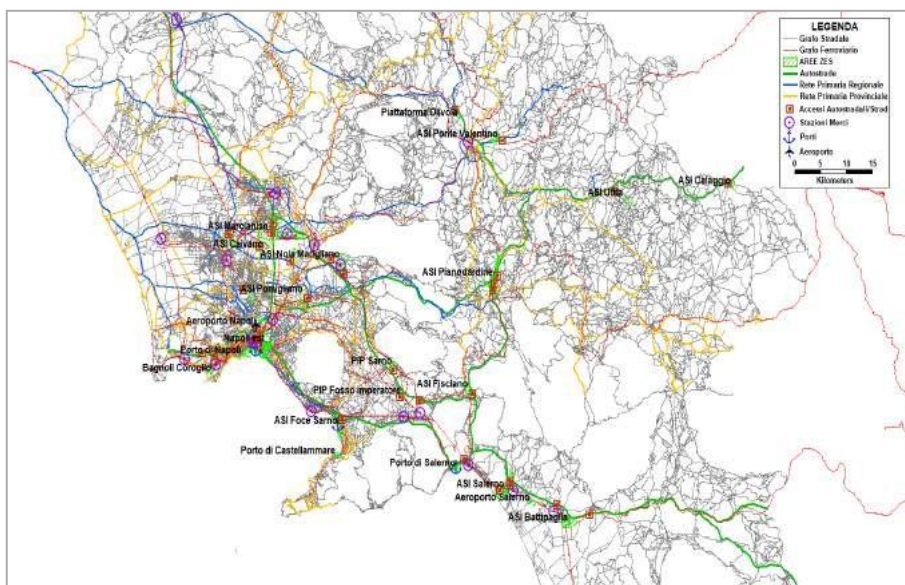 LEGENDA
Grafo Stradale
Grafo Ferroviario
AREE ZES
Autostrade
Rete Primaria Regionale
Rete Primaria Provinciale
Accessi Autostradali/Strad
Stazioni Merci
Porti
Aeroporto
0 5 10 15
Kilometers
Piattaforma
ASI Ponte Valentino
ASI Calaggio
ASI Ufita
ASI Marcianise
ASI Caivano
ASI Nola Marigliano
ASI Pianodardine
ASI Pomigliano
Aeroporto Napoli
Napoli est
Porto di Napoli
Bagnoli Coroglio
PIP Sarno
ASI Fisciano
PIP Fosso Imperatore
ASI Foce Sarno
Porto di Castellammare
Porto di Salerno
ASI Salerno
Aeroporto Salerno
ASI Battipaglia